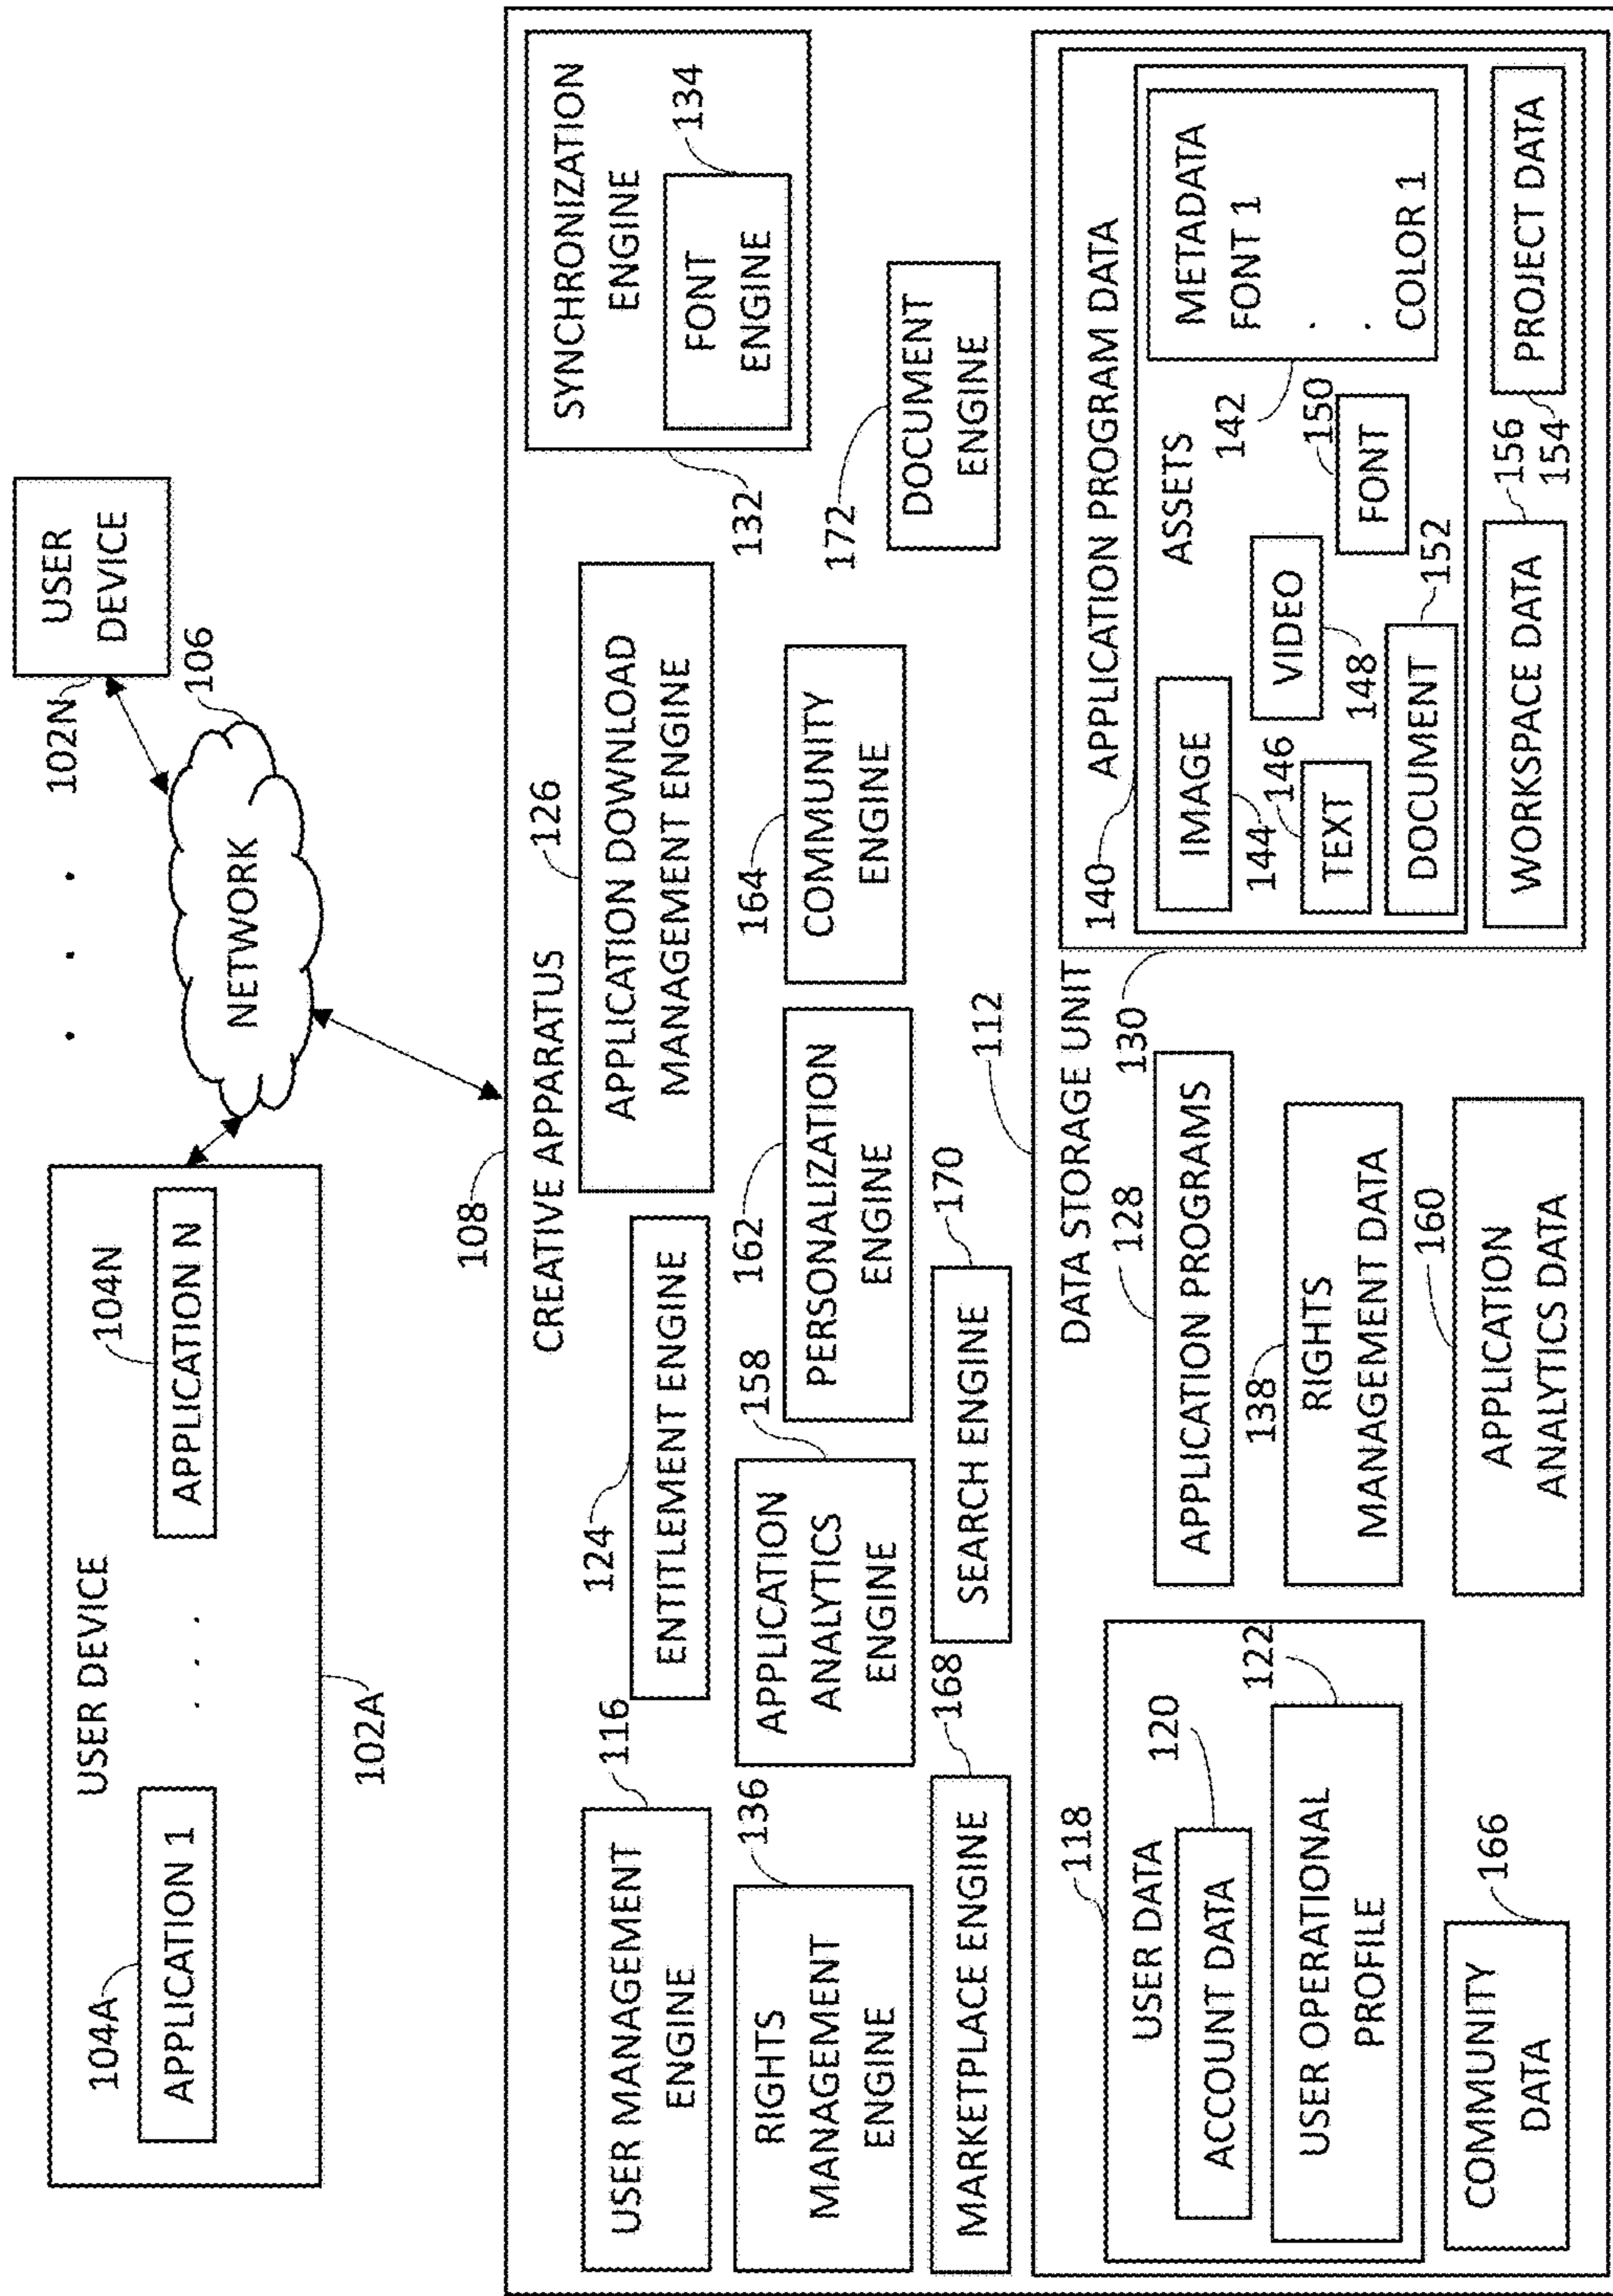 USER DEVICE
104A
APPLICATION 1
. . .
104N
APPLICATION N
102A
. . .
102N
USER
DEVICE
106
NETWORK
108
CREATIVE APPARATUS
116
USER MANAGEMENT
ENGINE
124
ENTITLEMENT ENGINE
126
APPLICATION DOWNLOAD
MANAGEMENT ENGINE
132
SYNCHRONIZATION
ENGINE
134
FONT
ENGINE
136
RIGHTS
MANAGEMENT
ENGINE
158
APPLICATION
ANALYTICS
ENGINE
162
PERSONALIZATION
ENGINE
164
COMMUNITY
ENGINE
172
DOCUMENT
ENGINE
168
MARKETPLACE ENGINE
170
SEARCH ENGINE
112
DATA STORAGE UNIT
118
USER DATA
120
ACCOUNT DATA
122
USER OPERATIONAL
PROFILE
166
COMMUNITY
DATA
128
APPLICATION PROGRAMS
138
RIGHTS
MANAGEMENT DATA
160
APPLICATION
ANALYTICS DATA
130
APPLICATION PROGRAM DATA
140
ASSETS
IMAGE
144
146
TEXT
VIDEO
148
142
METADATA
FONT 1
.
.
COLOR 1
150
FONT
DOCUMENT
152
WORKSPACE DATA
156
154
PROJECT DATA